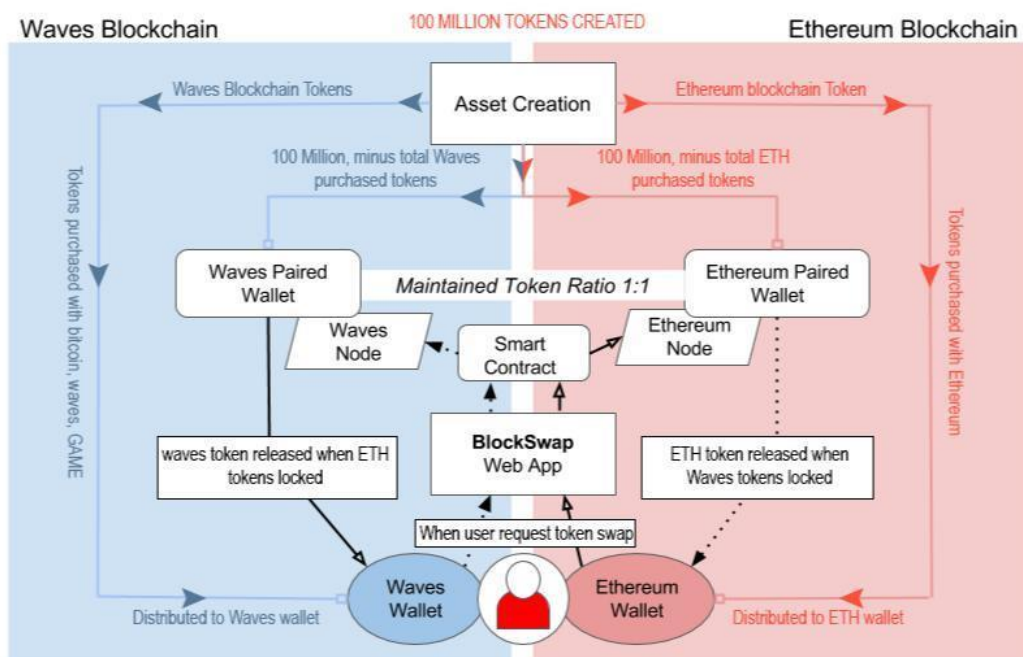 100 MILLION TOKENS CREATED
Waves Blockchain
Ethereum Blockchain
Waves Blockchain Tokens
Asset Creation
Ethereum blockchain Token
100 Million, minus total Waves
purchased tokens
100 Million, minus total ETH
purchased tokens
Tokens purchased with bitcoin, waves, GAME
Tokens purchased with Ethereum
Waves Paired
Wallet
Maintained Token Ratio 1:1
Ethereum Paired
Wallet
Waves
Node
Smart
Contract
Ethereum
Node
BlockSwap
Web App
waves token released when ETH
tokens locked
ETH token released when
Waves tokens locked
When user request token swap
Waves
Wallet
Ethereum
Wallet
Distributed to Waves wallet
Distributed to ETH wallet